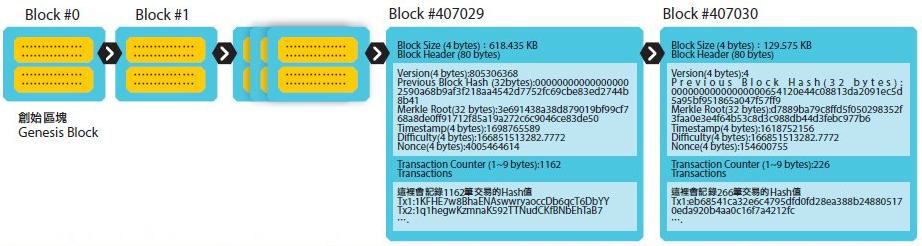 Block #0
Block #1
創始區塊
Genesis Block
Block #407029
Block Size (4 bytes)：618.435 KB
Block Header (80 bytes)
Version(4 bytes):805306368
Previous Block Hash (32bytes):00000000000000000
2590a68b9af3f218aa4542d7752fc69cbe83ed2744b
8b41
Merkle Root(32 bytes):3e691438a38d879019bf99cf7
68a8de0ff91712f85a19a272c6c9046ce83de50
Timestamp(4 bytes):1698765589
Difficulty(4 bytes):166851513282.7772
Nonce(4 bytes):4005464614
Transaction Counter (1~9 bytes):1162
Transactions
這裡會記錄1162筆交易的Hash值
Tx1:1KFHE7w8BhaENAswwryaoccDb6qcT6DbYY
Tx2:1q1hegwKzmnaK592TTNudCKfBNbEhTaB7
….
Block #407030
Block Size (4 bytes)：129.575 KB
Block Header (80 bytes)
Version(4 bytes):4
Previous Block Hash(32 bytes):
00000000000000000654120e44c08813da2091ec5d
5a95bf951865a047f57ff9
Merkle Root(32 bytes):d7889ba79c8ffd5f050298352f
3faa0e3e4f64b53c8d3c988db44d3febc977b6
Timestamp(4 bytes):1618752156
Difficulty(4 bytes):166851513282.7772
Nonce(4 bytes):154600755
Transaction Counter (1~9 bytes):226
Transactions
這裡會記錄266筆交易的Hash值
Tx1:eb68541ca32e6c4795dfd0fd28ea388b24880517
0eda920b4aa0c16f7a4212fc
….